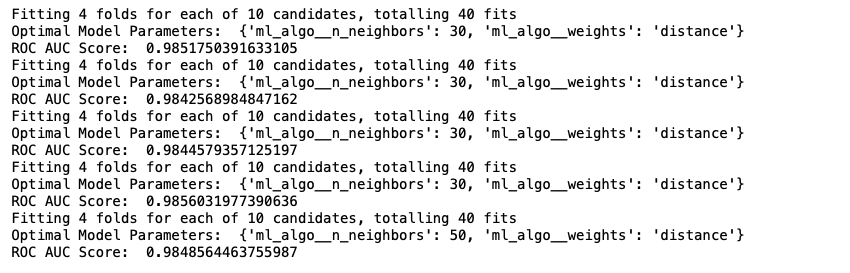 Fitting 4 folds for each of 10 candidates, totalling 40 fits
Optimal Model Parameters:  {'ml_algo__n_neighbors': 30, 'ml_algo__weights': 'distance'}
ROC AUC Score:  0.9851750391633105
Fitting 4 folds for each of 10 candidates, totalling 40 fits
Optimal Model Parameters:  {'ml_algo__n_neighbors': 30, 'ml_algo__weights': 'distance'}
ROC AUC Score:  0.9842568984847162
Fitting 4 folds for each of 10 candidates, totalling 40 fits
Optimal Model Parameters:  {'ml_algo__n_neighbors': 30, 'ml_algo__weights': 'distance'}
ROC AUC Score:  0.9844579357125197
Fitting 4 folds for each of 10 candidates, totalling 40 fits
Optimal Model Parameters:  {'ml_algo__n_neighbors': 30, 'ml_algo__weights': 'distance'}
ROC AUC Score:  0.9856031977390636
Fitting 4 folds for each of 10 candidates, totalling 40 fits
Optimal Model Parameters:  {'ml_algo__n_neighbors': 50, 'ml_algo__weights': 'distance'}
ROC AUC Score:  0.9848564463755987